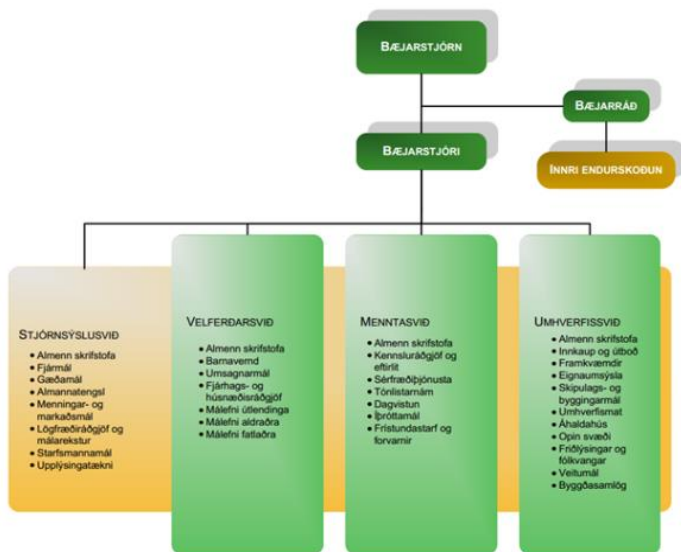 BÆJARSTJÓRN
BÆJARRÁÐ
BÆJARSTJÓRI
INNRI ENDURSKOÐUN
STJÓRNSÝSLUSVIÐ
• Almenn skrifstofa
• Fjármál
• Gæðamál
• Almannatengsl
• Menningar- og
markaðsmál
• Lögfræðiráðgjöf og
málarekstur
• Starfsmannamál
• Upplýsingatækni
VELFERÐARSVIÐ
• Almenn skrifstofa
• Barnavernd
• Umsagnarmál
• Fjárhags- og
húsnæðisráðgjöf
• Málefni útlendinga
• Málefni aldraðra
• Málefni fatlaðra
MENNTASVIÐ
• Almenn skrifstofa
• Kennsluráðgjöf og
eftirlit
• Sérfræðiþjónusta
• Tónlistarnám
• Dagvistun
• Íþróttamál
• Frístundastarf og
forvarnir
UMHVERFISSVIÐ
• Almenn skrifstofa
• Innkaup og útboð
• Framkvæmdir
• Eignaumsýsla
• Skipulags- og
byggingarmál
• Umhverfismat
• Áhaldahús
• Opin svæði
• Friðlýsingar og
fólkvangar
• Veitumál
• Byggðasamlög